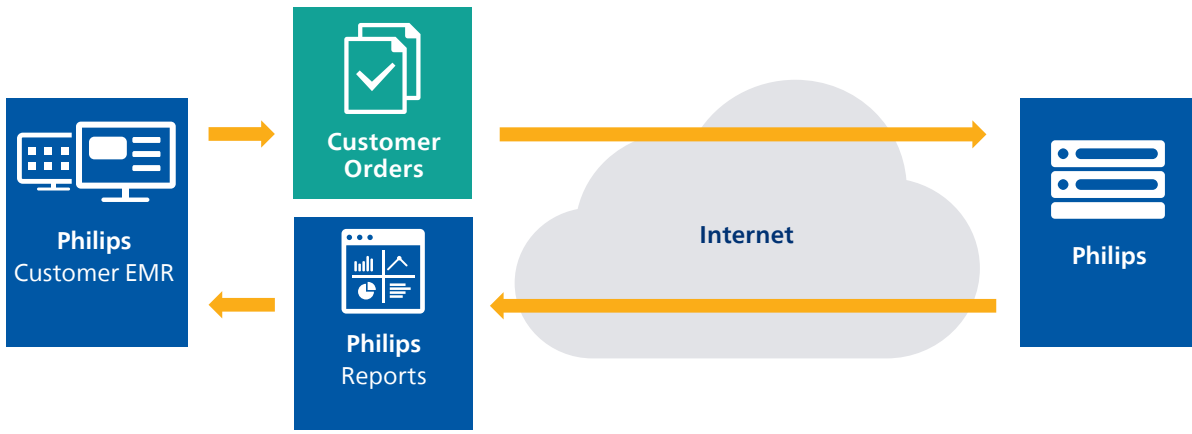 Philips
Customer EMR
Customer
Orders
Philips
Reports
Internet
Philips